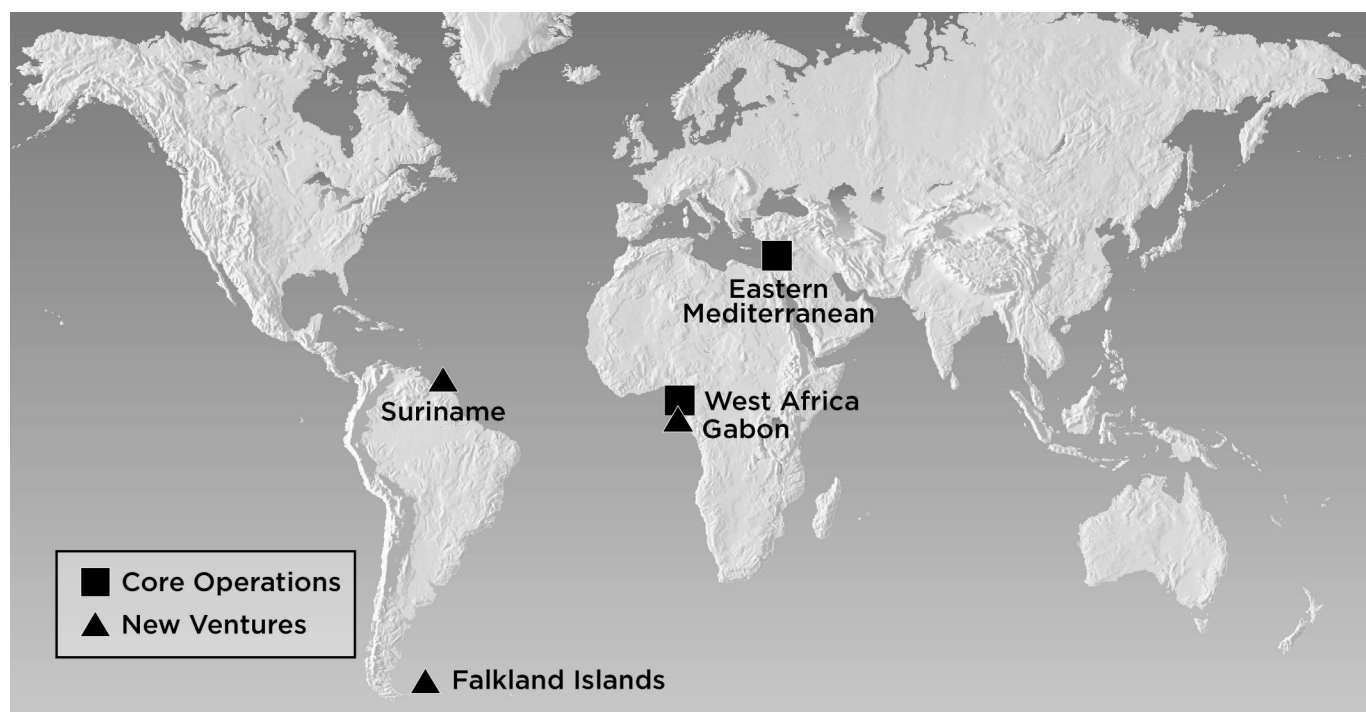 Eastern
Mediterranean
West Africa
Gabon
Suriname
Core Operations
New Ventures
Falkland Islands